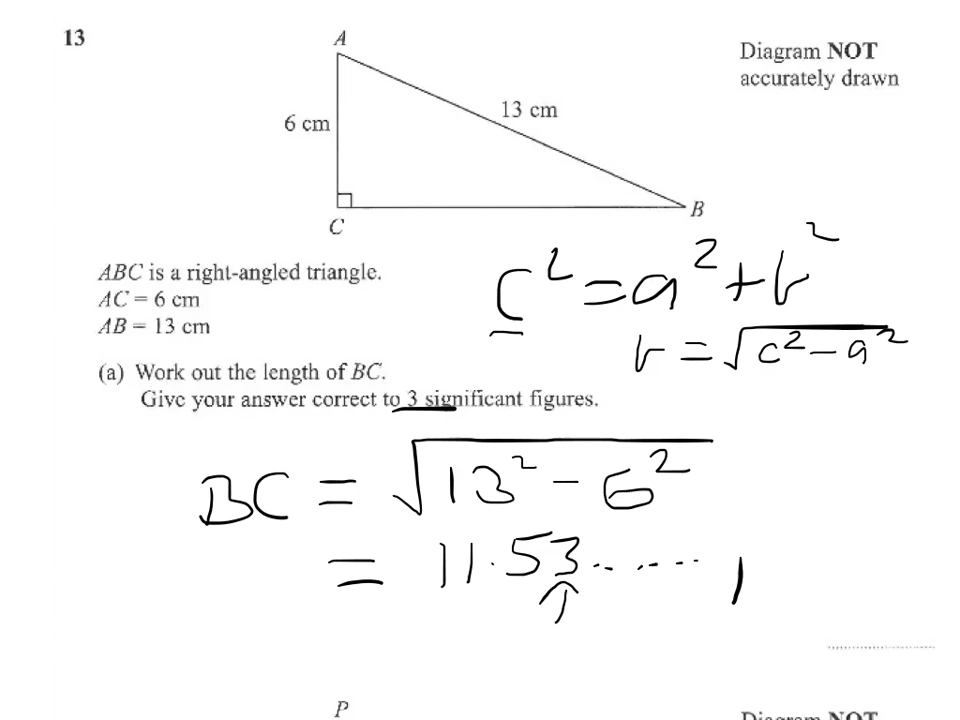 13
A
Diagram NOT
accurately drawn
6 cm
13 cm
C
B
ABC is a right-angled triangle.
AC = 6 cm
AB = 13 cm
c² = a² + b²
b = √c² − a²
(a) Work out the length of BC.
Give your answer correct to 3 significant figures.
BC = √13² − 6²
= 11.53.......
P
Diagram NOT